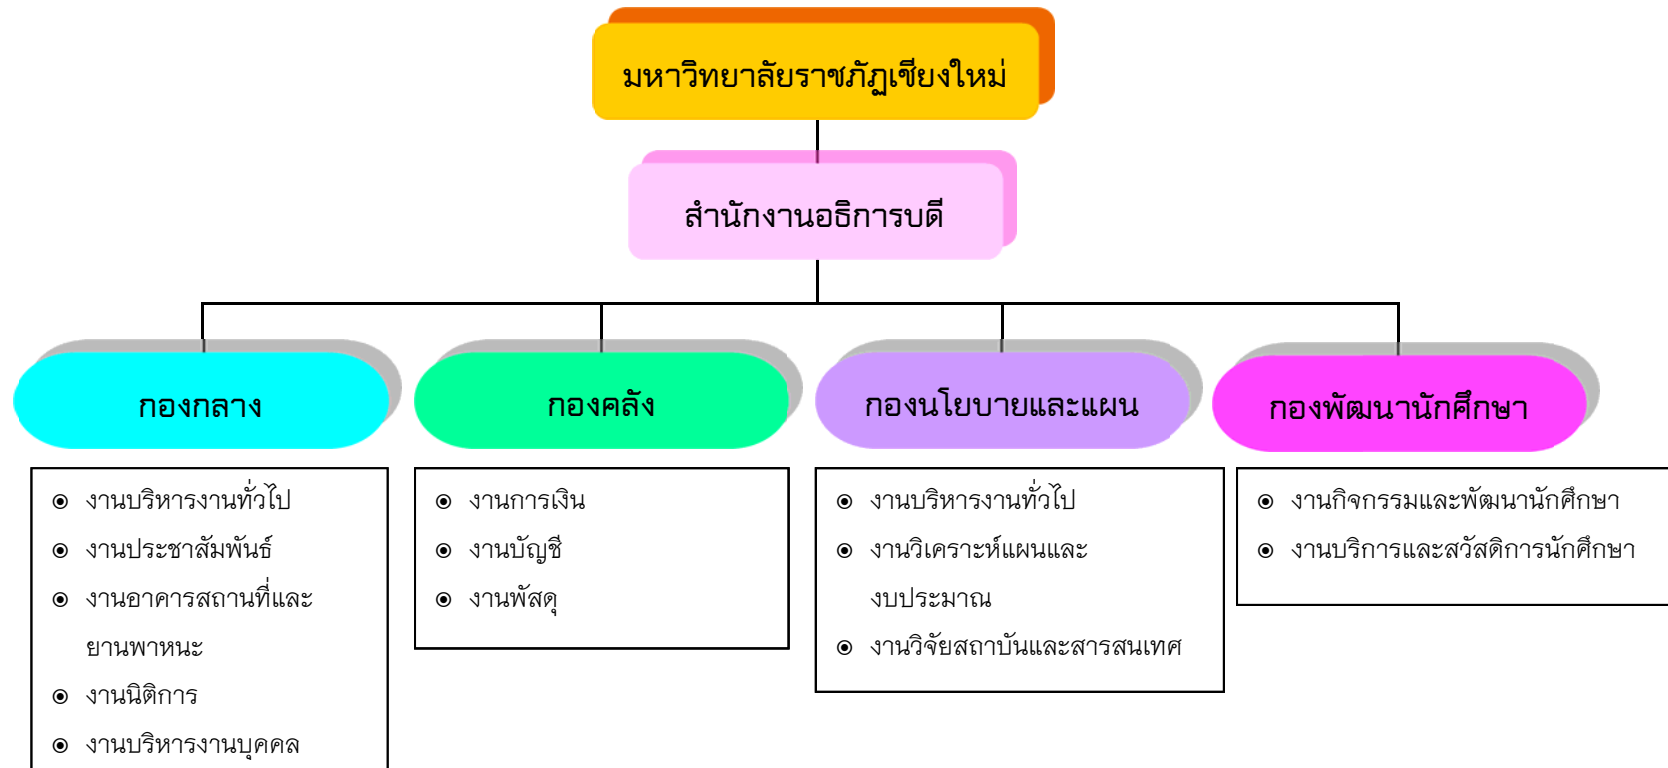 มหาวิทยาลัยราชภัฏเชียงใหม่
สำนักงานอธิการบดี
กองกลาง
งานบริหารงานทั่วไป
งานประชาสัมพันธ์
งานอาคารสถานที่และ
ยานพาหนะ
งานนิติการ
งานบริหารงานบุคคล
กองคลัง
งานการเงิน
งานบัญชี
งานพัสดุ
กองนโยบายและแผน
งานบริหารงานทั่วไป
งานวิเคราะห์แผนและ
งบประมาณ
งานวิจัยสถาบันและสารสนเทศ
กองพัฒนานักศึกษา
งานกิจกรรมและพัฒนานักศึกษา
งานบริการและสวัสดิการนักศึกษา